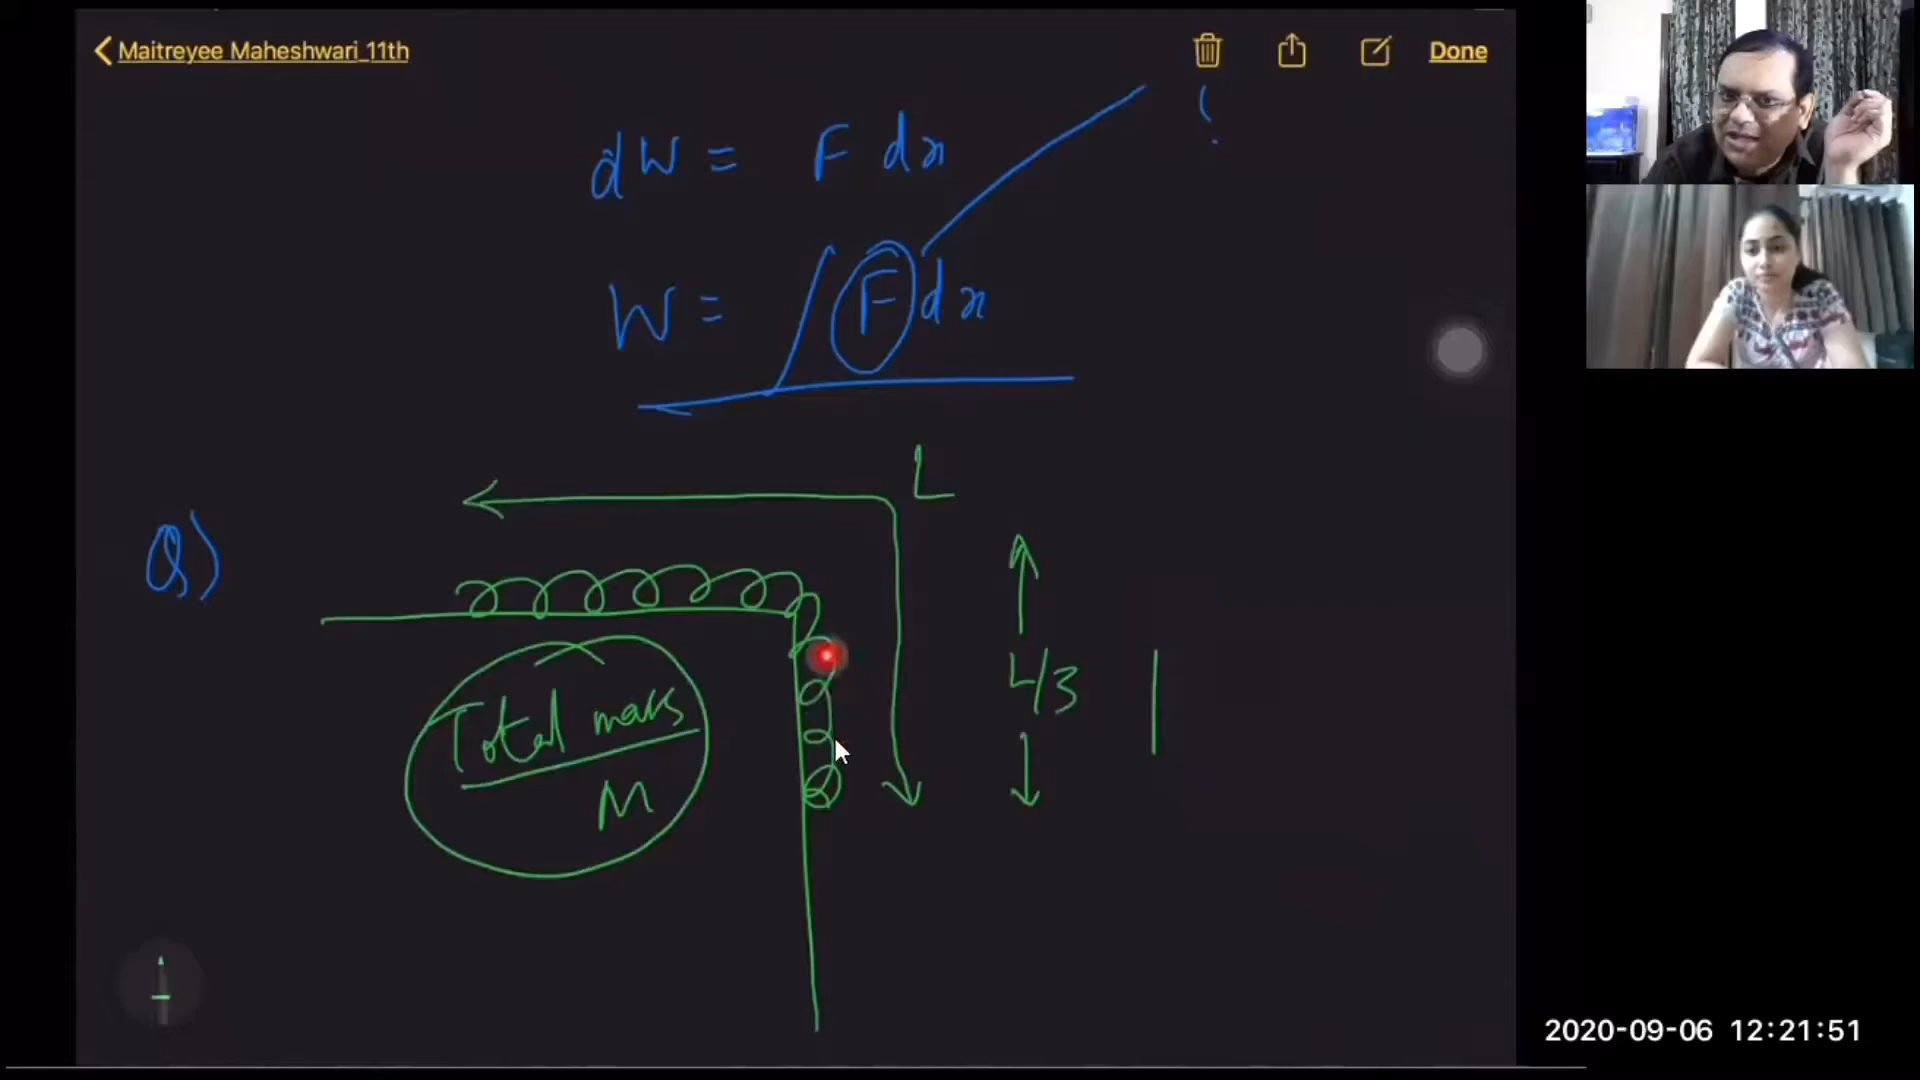 Maitreyee Maheshwari_11th
Done
dW = F dx
W = ∫ F dx
L
Q)
L/3
Total mass
M
2020-09-06 12:21:51